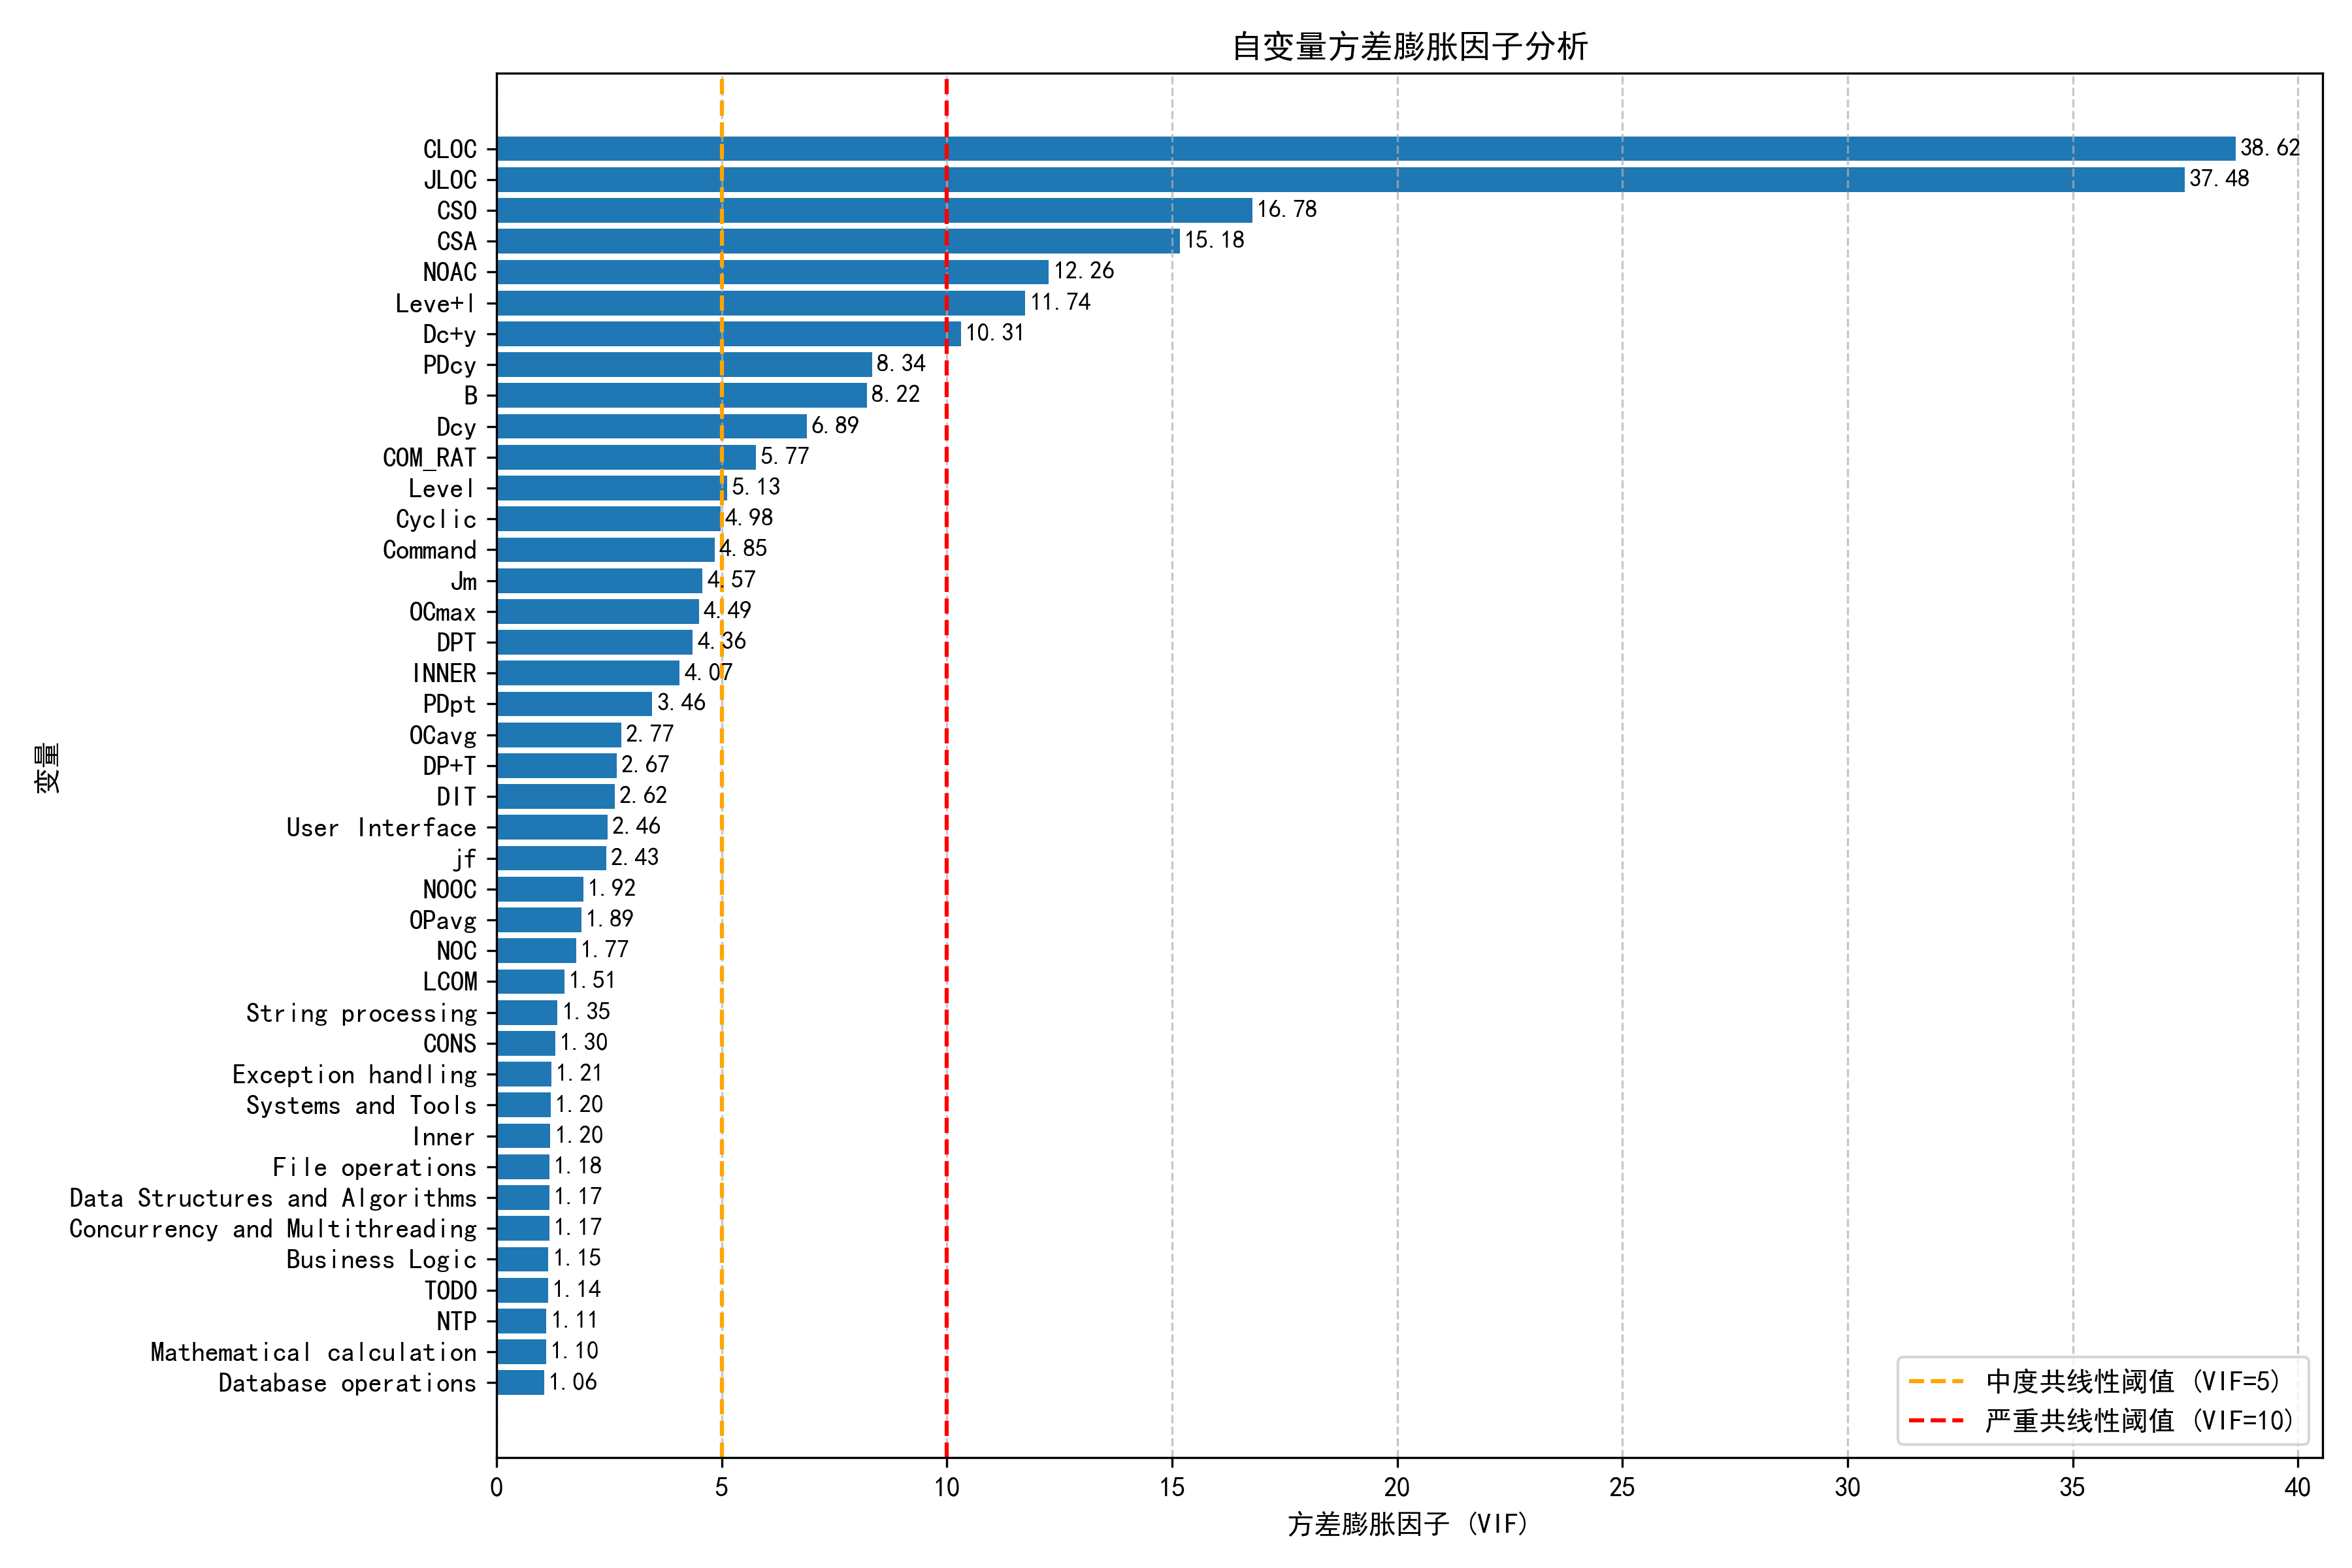 自变量方差膨胀因子分析
CLOC 38.62
JLOC 37.48
CSO 16.78
CSA 15.18
NOAC 12.26
Leve+l 11.74
Dc+y 10.31
PDcy 8.34
B 8.22
Dcy 6.89
COM_RAT 5.77
Level 5.13
Cyclic 4.98
Command 4.85
Jm 4.57
OCmax 4.49
DPT 4.36
INNER 4.07
PDpt 3.46
OCavg 2.77
DP+T 2.67
DIT 2.62
User Interface 2.46
jf 2.43
NOOC 1.92
OPavg 1.89
NOC 1.77
LCOM 1.51
String processing 1.35
CONS 1.30
Exception handling 1.21
Systems and Tools 1.20
Inner 1.20
File operations 1.18
Data Structures and Algorithms 1.17
Concurrency and Multithreading 1.17
Business Logic 1.15
TODO 1.14
NTP 1.11
Mathematical calculation 1.10
Database operations 1.06
变量
中度共线性阈值 (VIF=5)
严重共线性阈值 (VIF=10)
0 5 10 15 20 25 30 35 40
方差膨胀因子 (VIF)